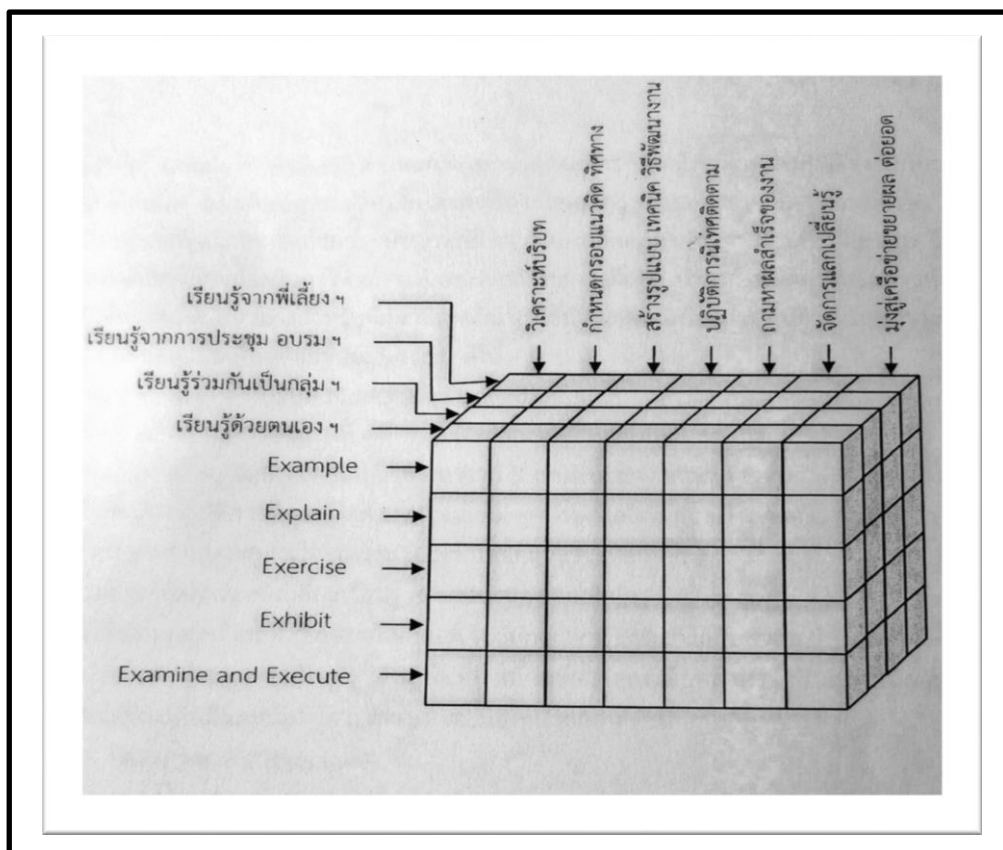 วิเคราะห์บริบท
กำหนดกรอบแนวคิด ทิศทาง
สร้างรูปแบบ เทคนิค วิธีพัฒนางาน
ปฏิบัติการนิเทศติดตาม
ถามหาผลสำเร็จของงาน
จัดการแลกเปลี่ยนรู้
มุ่งสู่เครือข่ายขยายผล ต่อยอด
เรียนรู้จากพี่เลี้ยง ฯ
เรียนรู้จากการประชุม อบรม ฯ
เรียนรู้ร่วมกันเป็นกลุ่ม ฯ
เรียนรู้ด้วยตนเอง ฯ
Example
Explain
Exercise
Exhibit
Examine and Execute